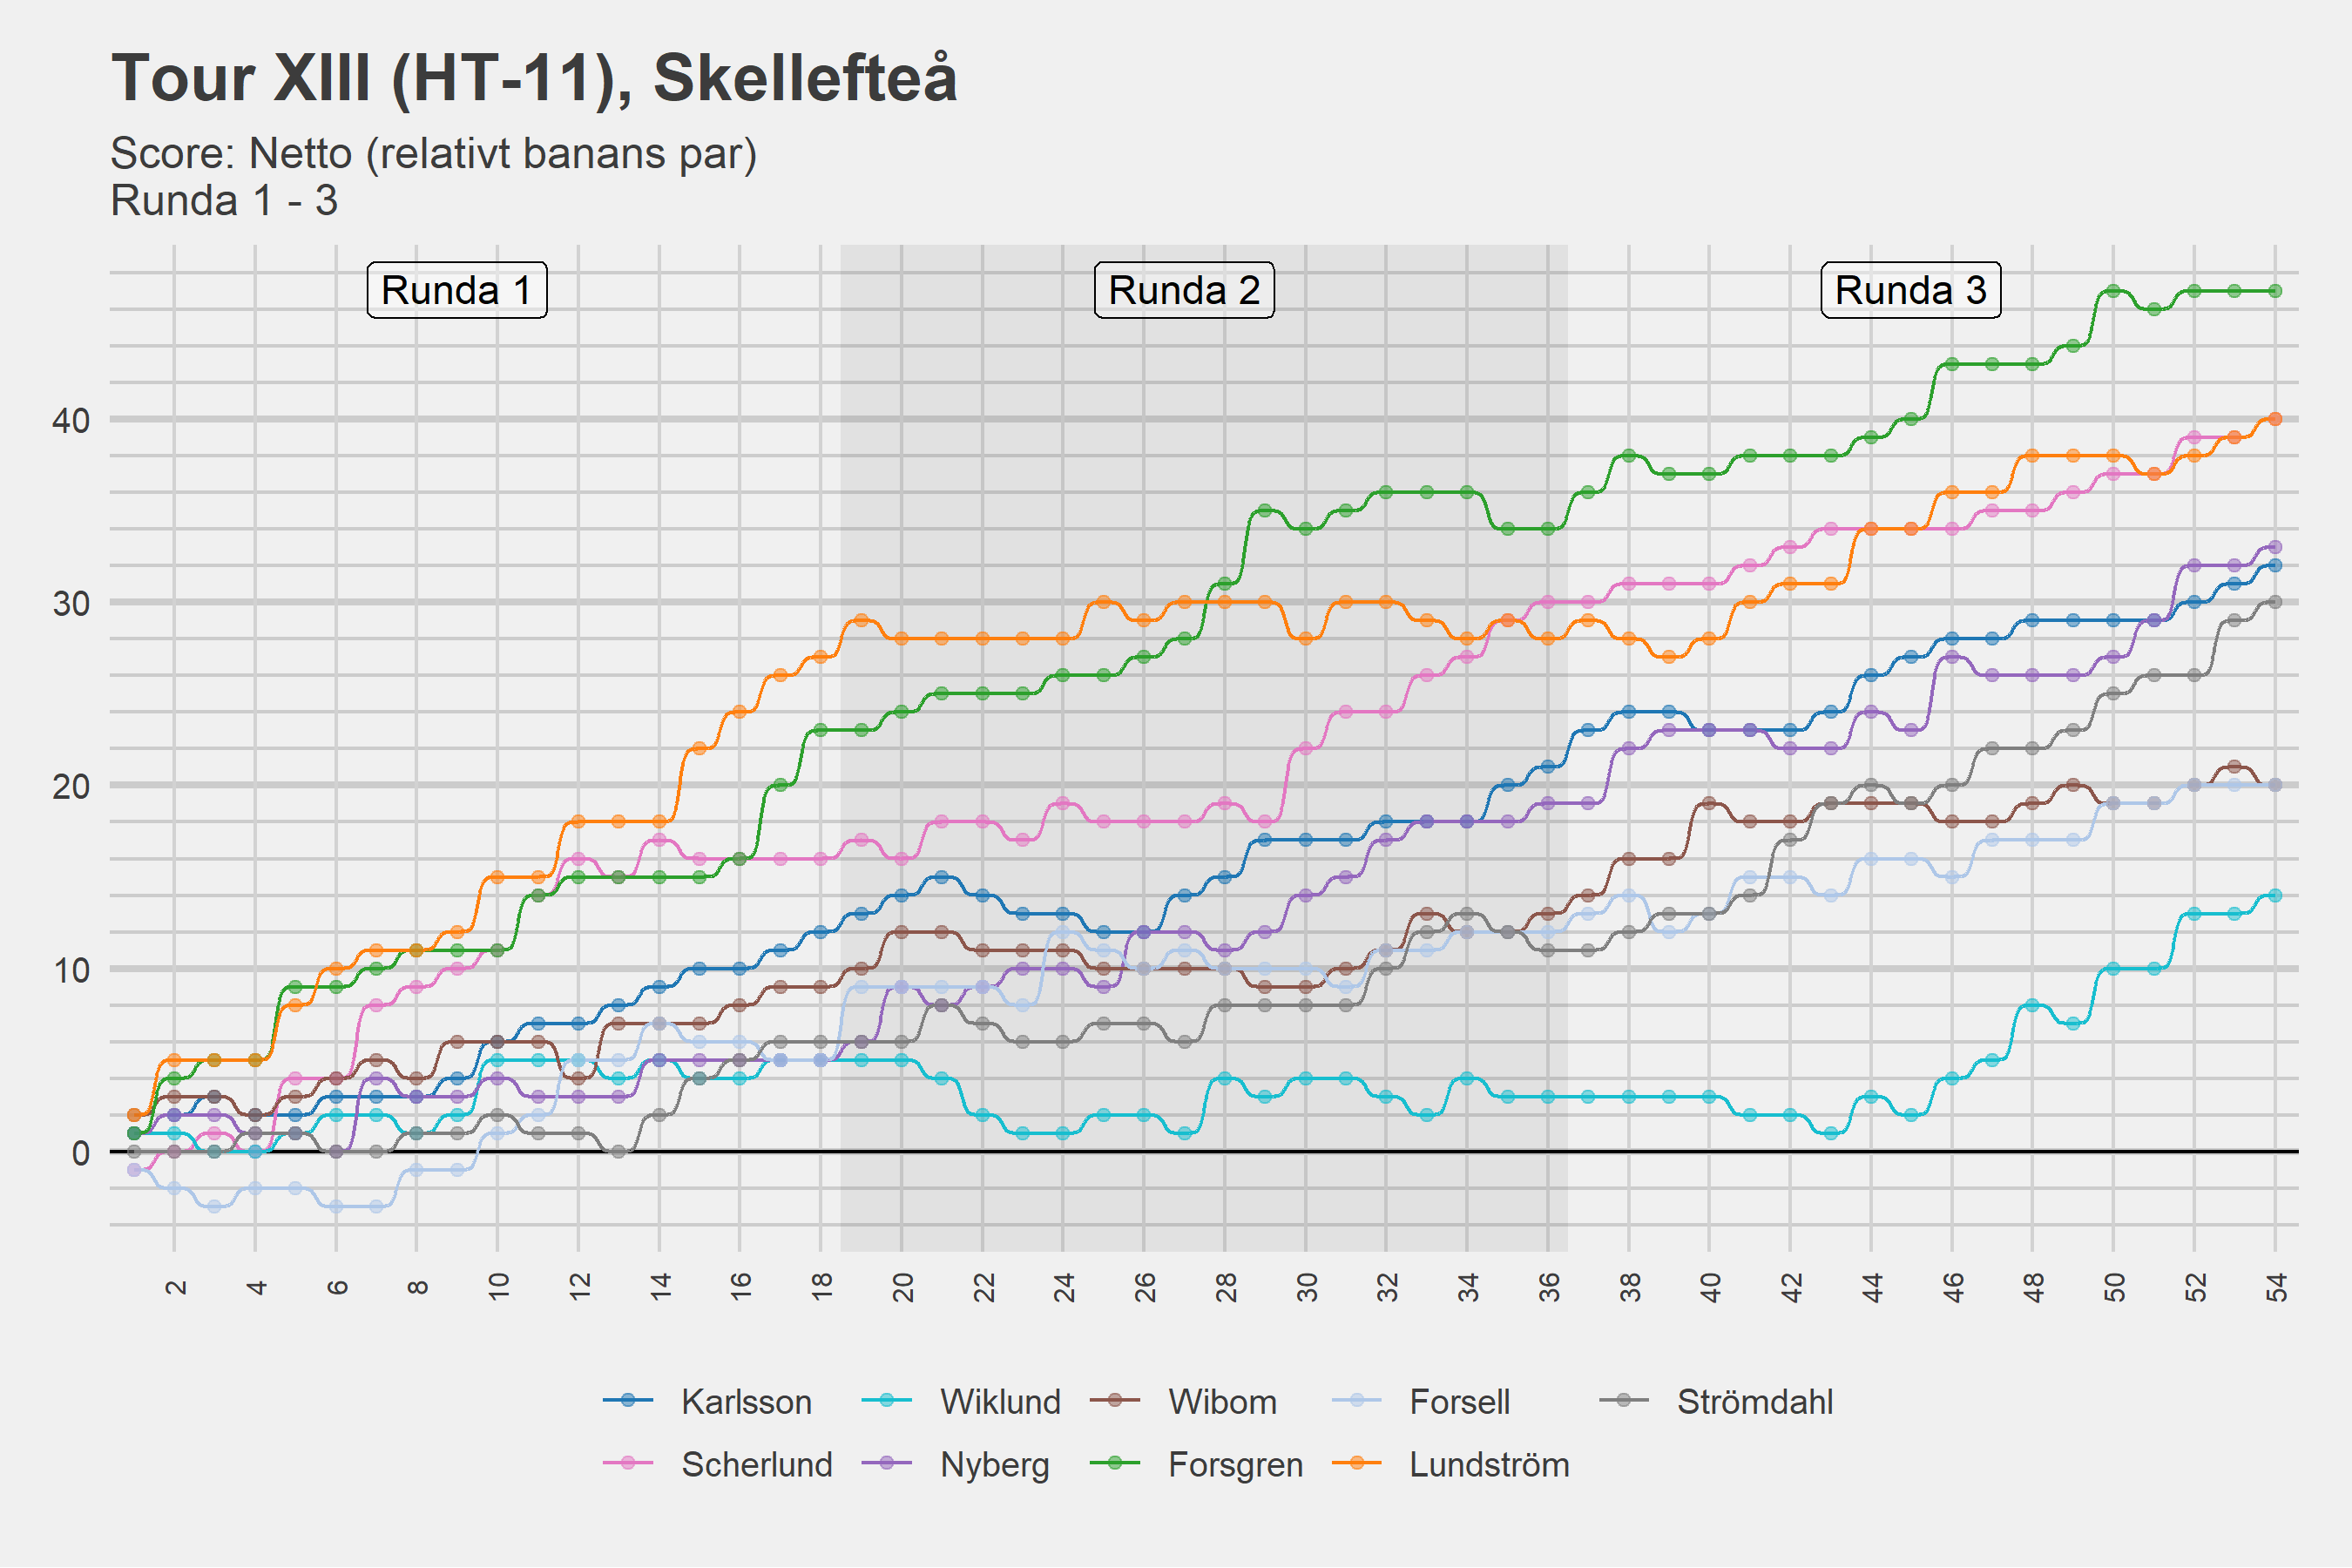 Tour XIII (HT-11), Skellefteå
Score: Netto (relativt banans par)
Runda 1 - 3
Runda 1 Runda 2 Runda 3
40
30
20
10
0
2 4 6 8 10 12 14 16 18 20 22 24 26 28 30 32 34 36 38 40 42 44 46 48 50 52 54
Karlsson Wiklund Wibom Forsell Strömdahl
Scherlund Nyberg Forsgren Lundström